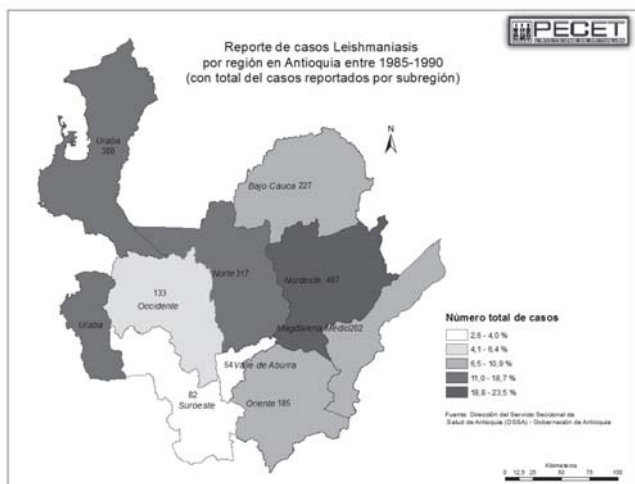 PECET
Reporte de casos Leishmaniasis
por región en Antioquia entre 1985-1990
(con total del casos reportados por subregión)
N
Uraba
Bajo Cauca 227
Norte 317
Nordeste
133
Occidente
Uraba
Magdalena Medio 202
54 Valle de Aburra
82
Suroeste
Oriente 185
Número total de casos
2,6 - 4,0 %
4,1 - 6,4 %
6,5 - 10,9 %
11,0 - 18,7 %
18,8 - 23,5 %
Fuente: Dirección del Servicio Seccional de
Salud de Antioquia (DSSA) - Gobernación de Antioquia
Kilometros
0 12,5 25 50 75 100